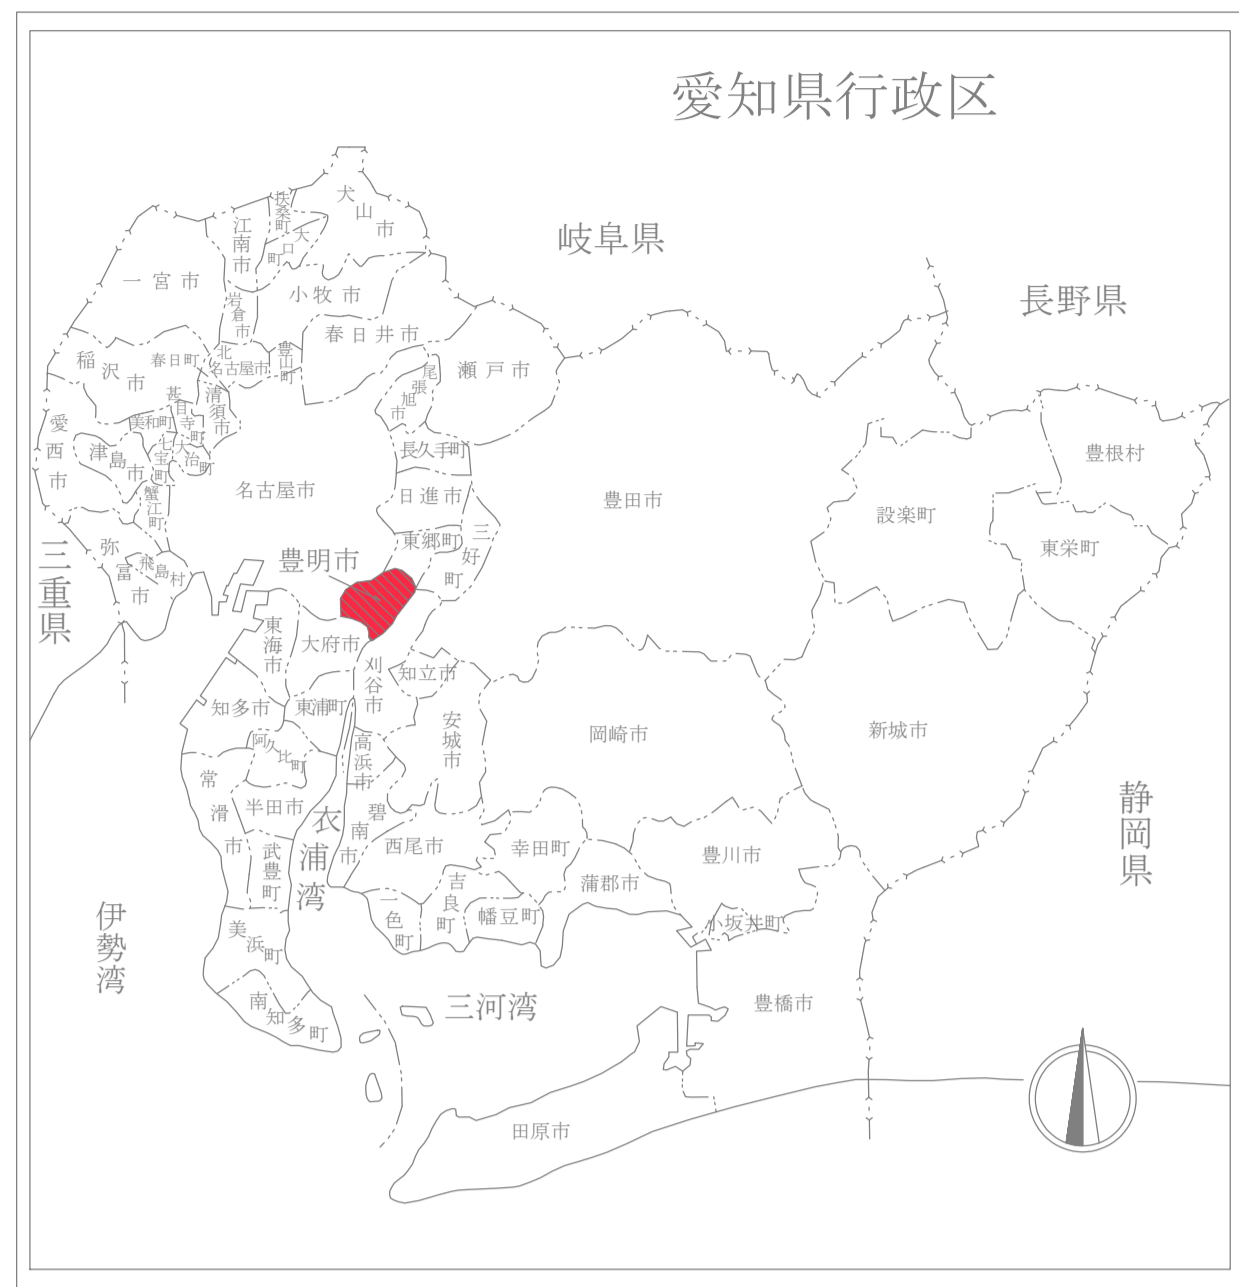 愛知県行政区
岐阜県
長野県
静岡県
三重県
伊勢湾
三河湾
衣浦湾
犬山市
扶桑町
大口町
江南市
一宮市
小牧市
岩倉市
春日井市
稲沢市
春日町
北名古屋市
豊山町
瀬戸市
尾張旭市
清須市
甚目寺町
美和町
愛西市
津島市
七宝町
大治町
蟹江町
名古屋市
長久手町
日進市
東郷町
三好町
豊田市
設楽町
豊根村
東栄町
弥富市
飛島村
豊明市
東海市
大府市
刈谷市
知立市
知多市
東浦町
阿久比町
高浜市
安城市
岡崎市
新城市
常滑市
半田市
碧南市
西尾市
幸田町
豊川市
武豊町
吉良町
蒲郡市
一色町
幡豆町
小坂井町
美浜町
南知多町
豊橋市
田原市